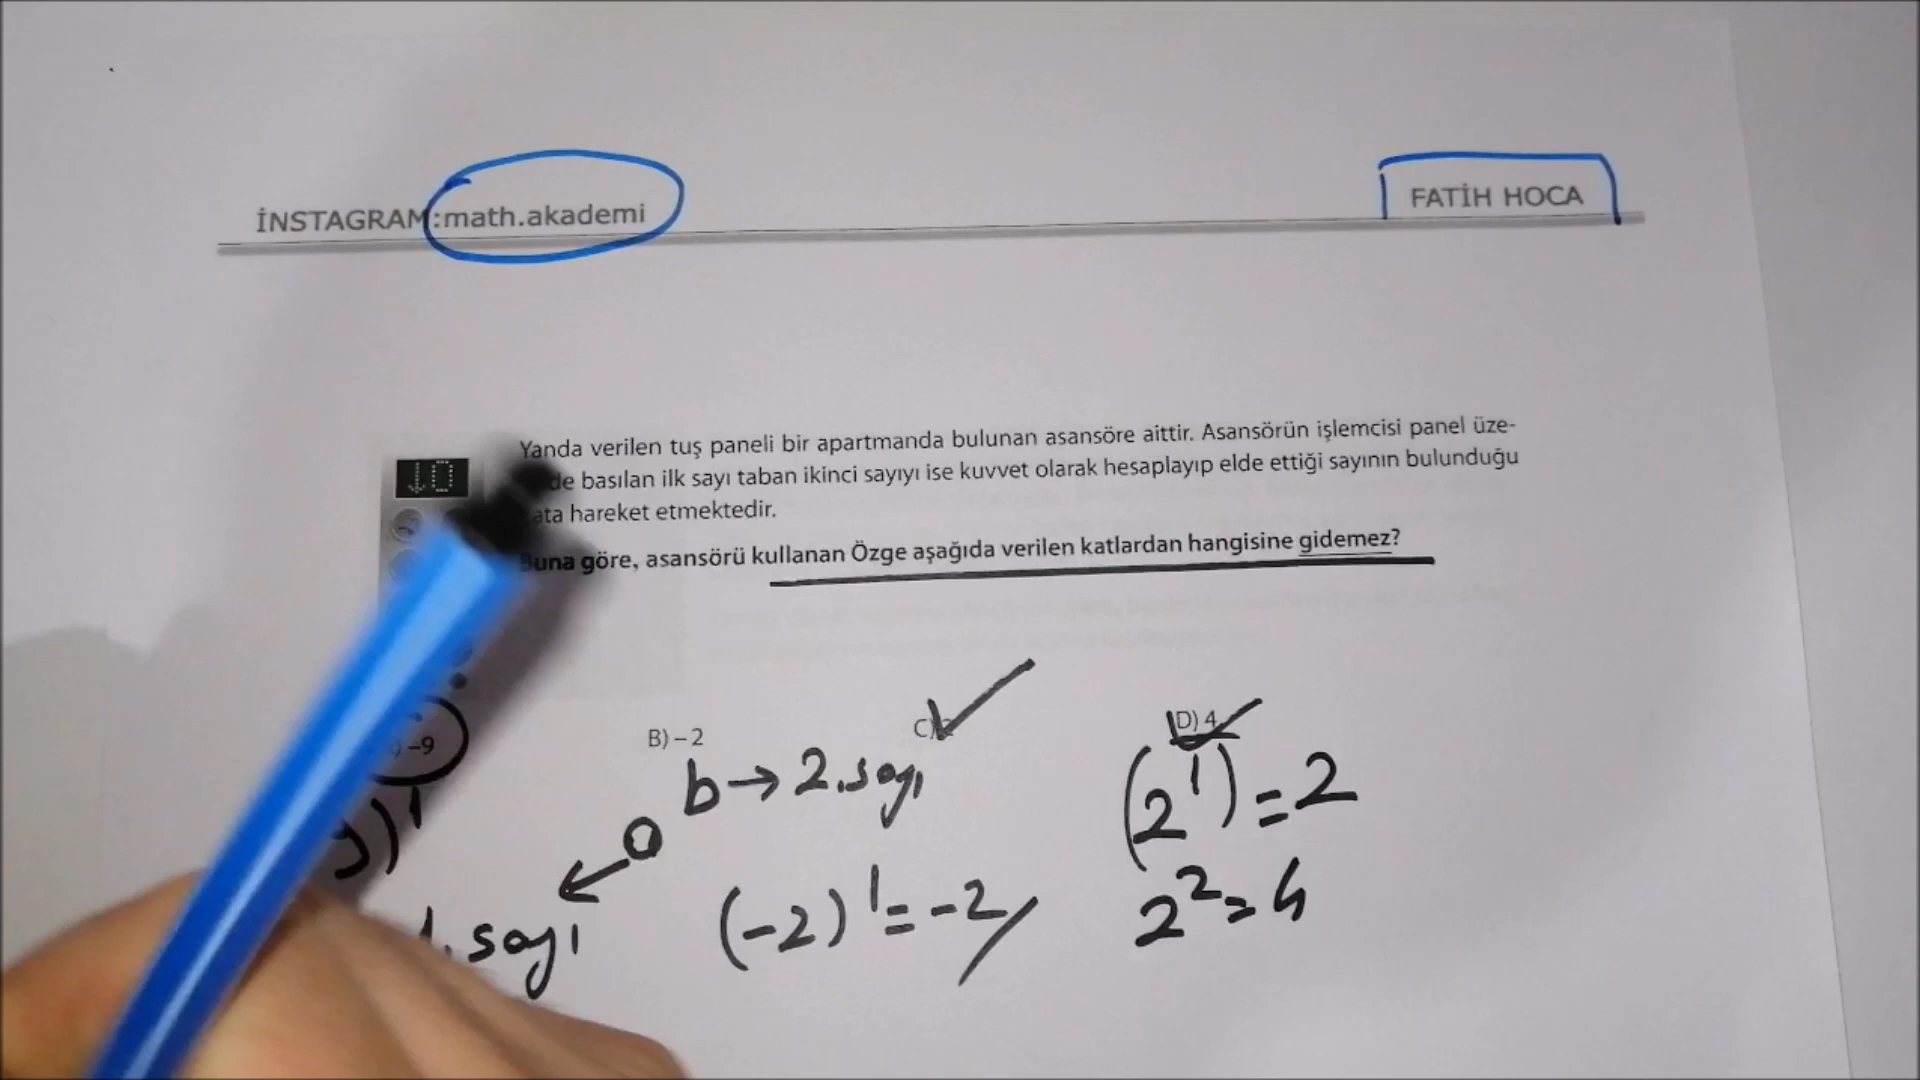 İNSTAGRAM:math.akademi
FATİH HOCA
Yanda verilen tuş paneli bir apartmanda bulunan asansöre aittir. Asansörün işlemcisi panel üze-
de basılan ilk sayı taban ikinci sayıyı ise kuvvet olarak hesaplayıp elde ettiği sayının bulunduğu
ata hareket etmektedir.
Buna göre, asansörü kullanan Özge aşağıda verilen katlardan hangisine gidemez?
) -9
B) – 2
C)
D) 4
b → 2.sayı
a
1. sayı
(-2)¹ = -2
(2¹) = 2
2² = 4